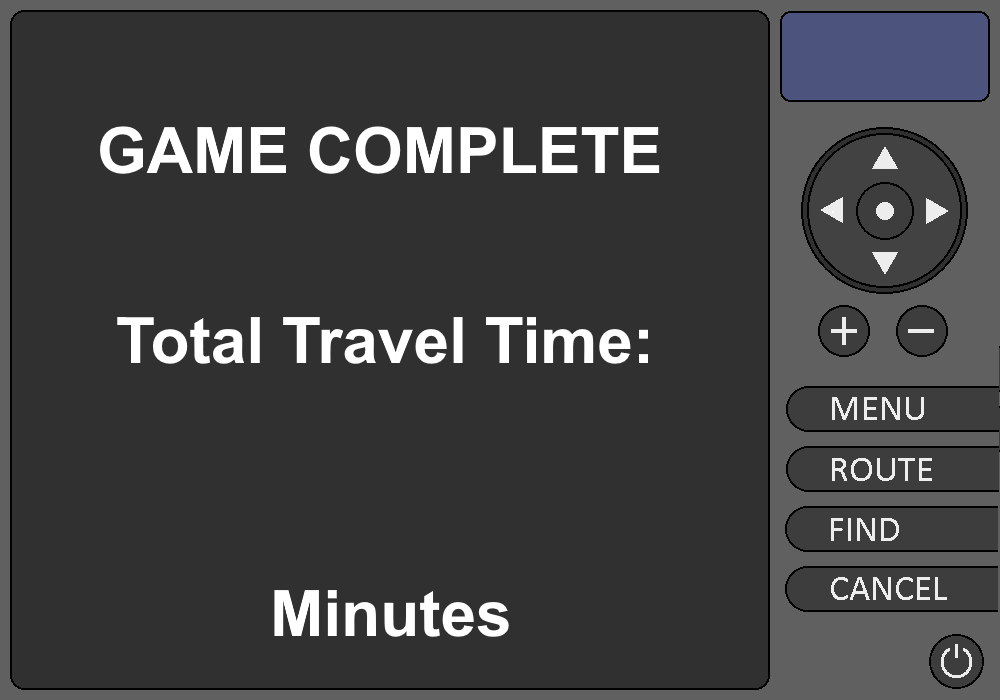 GAME COMPLETE
Total Travel Time:
Minutes
MENU
ROUTE
FIND
CANCEL